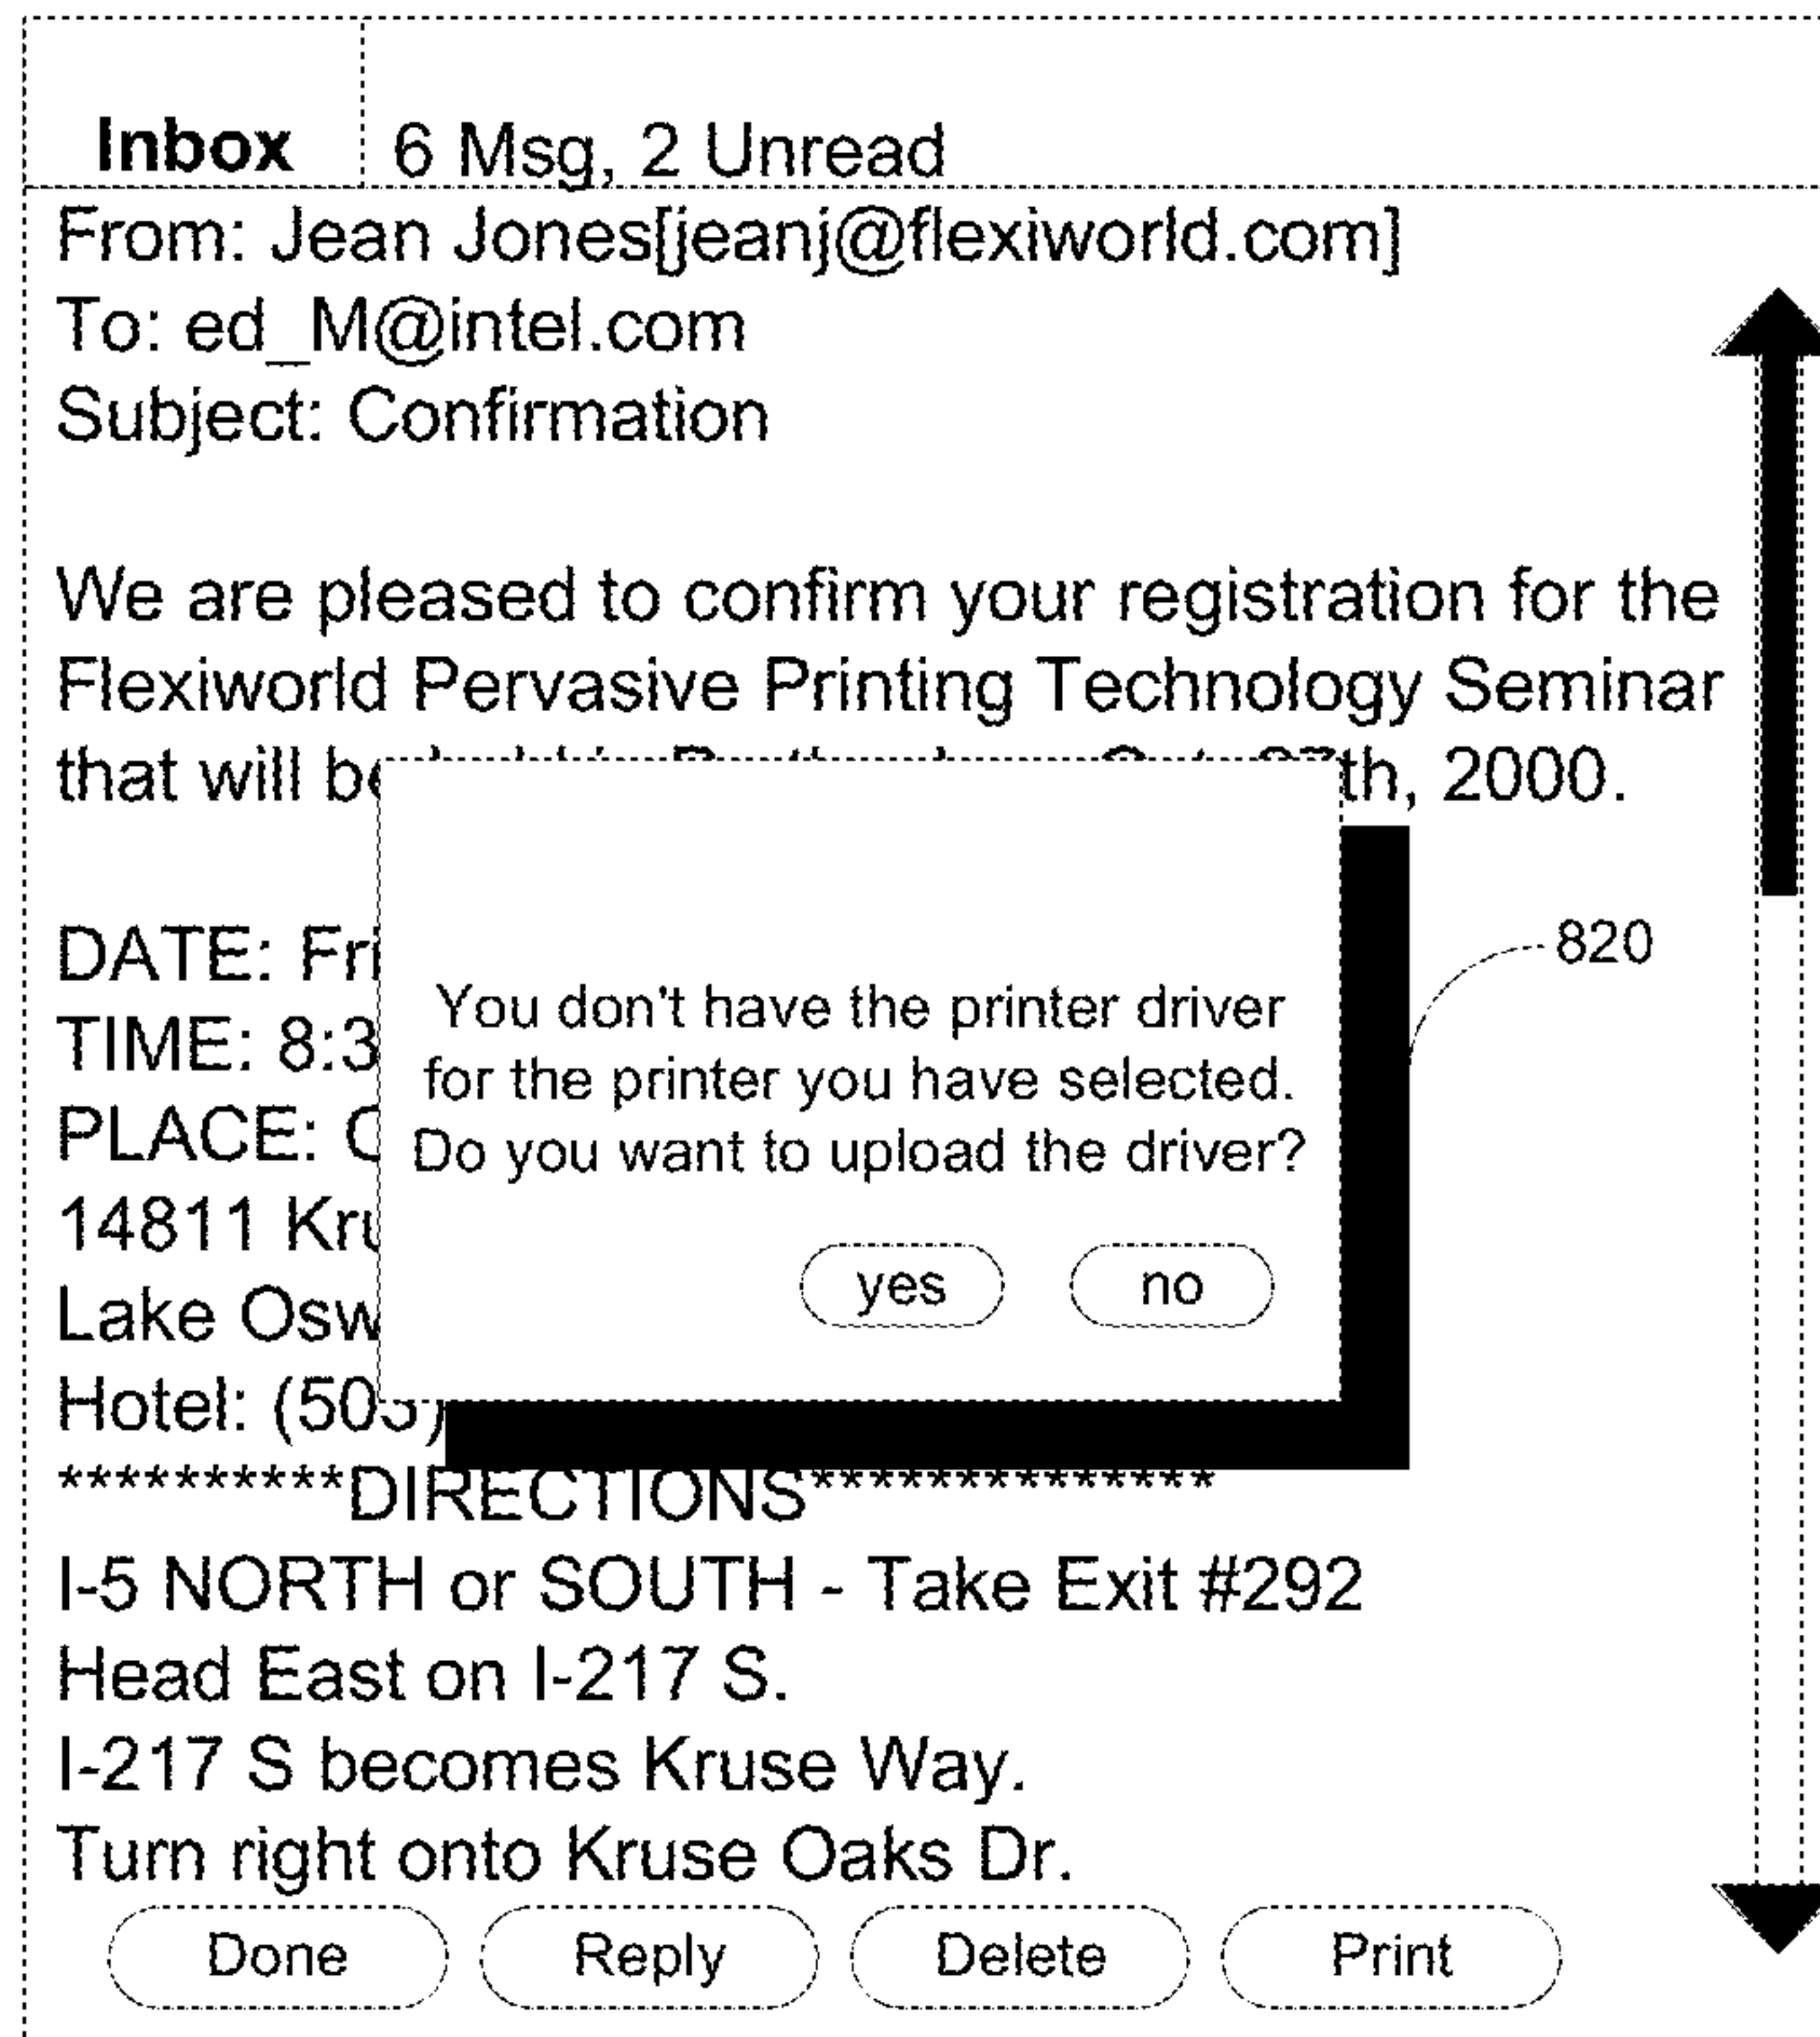 Inbox 6 Msg, 2 Unread
From: Jean Jones[jeanj@flexiworld.com]
To: ed_M@intel.com
Subject: Confirmation
We are pleased to confirm your registration for the
Flexiworld Pervasive Printing Technology Seminar
that will th, 2000.
DATE: Fri
TIME: 8:3
PLACE:
14811 Kru
Lake Osw
Hotel: (503)
**********DIRECTIONS**************
I-5 NORTH or SOUTH - Take Exit #292
Head East on I-217 S.
I-217 S becomes Kruse Way.
Turn right onto Kruse Oaks Dr.
You don't have the printer driver
for the printer you have selected.
Do you want to upload the driver?
yes no
820
Done Reply Delete Print